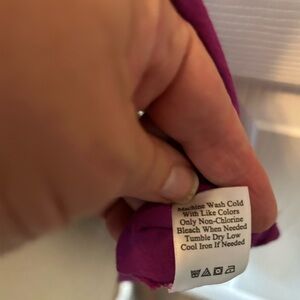 Machine Wash Cold
With Like Colors
Only Non-Chlorine
Bleach When Needed
Tumble Dry Low
Cool Iron If Needed